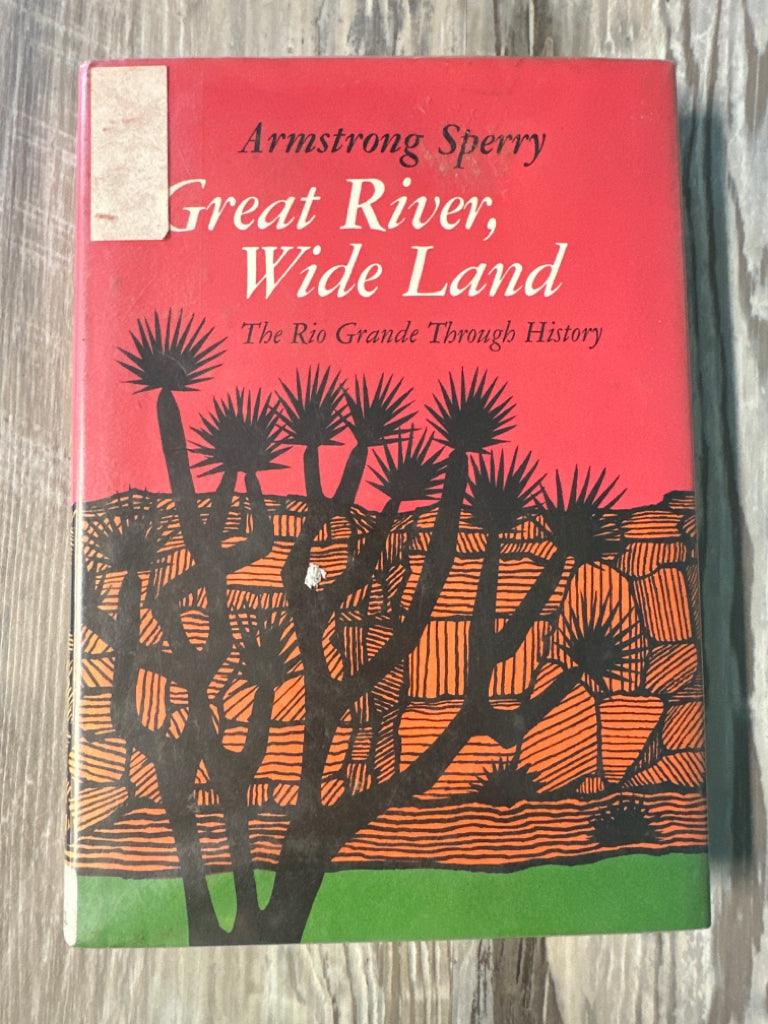 Armstrong Sperry
Great River,
Wide Land
The Rio Grande Through History